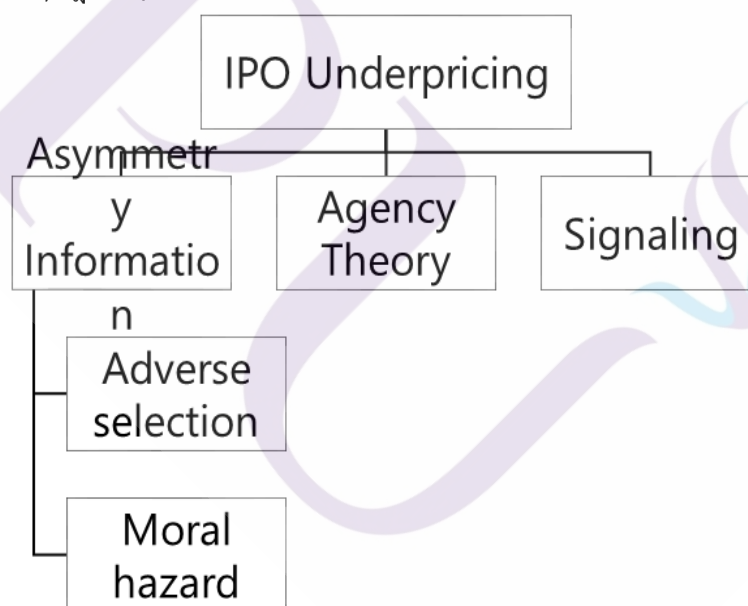 IPO Underpricing
Asymmetr
y
Informatio
n
Agency
Theory
Signaling
Adverse
selection
Moral
hazard